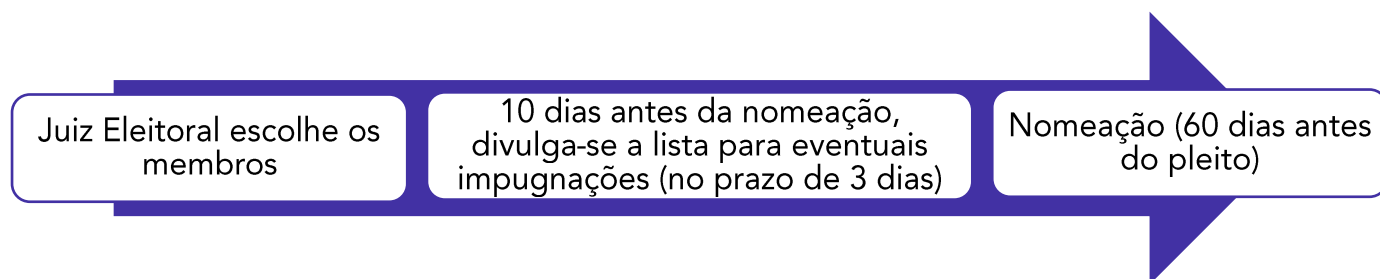 Juiz Eleitoral escolhe os
membros
10 dias antes da nomeação,
divulga-se a lista para eventuais
impugnações (no prazo de 3 dias)
Nomeação (60 dias antes
do pleito)